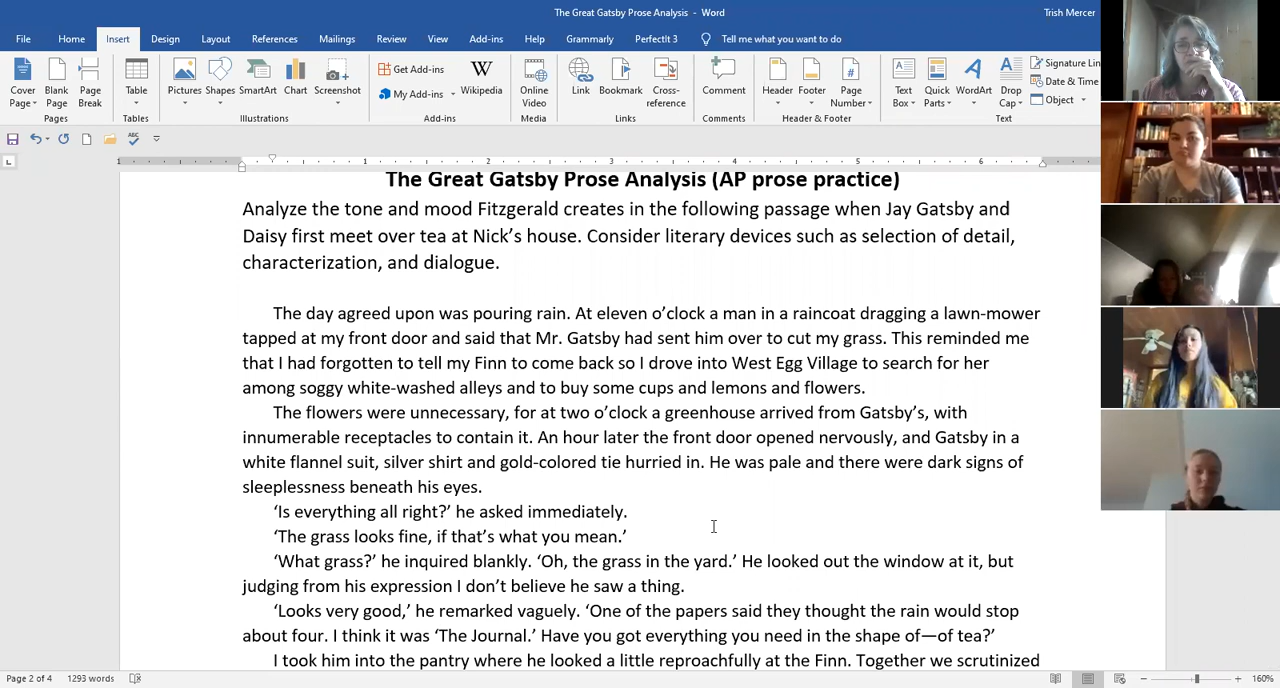 The Great Gatsby Prose Analysis - Word
Trish Mercer
File Home Insert Design Layout References Mailings Review View Add-ins Help Grammarly PerfectIt 3 Tell me what you want to do
Cover Page
Blank Page
Page Break
Pages
Table
Tables
Pictures
Shapes
SmartArt
Chart
Screenshot
Illustrations
Get Add-ins
My Add-ins
Wikipedia
Add-ins
Online Video
Media
Link
Bookmark
Cross-reference
Links
Comment
Comments
Header
Footer
Page Number
Header & Footer
Text Box
Quick Parts
WordArt
Drop Cap
Signature Lin
Date & Time
Object
Text
ABC
1 1 2 3 4 5 6
The Great Gatsby Prose Analysis (AP prose practice)
Analyze the tone and mood Fitzgerald creates in the following passage when Jay Gatsby and
Daisy first meet over tea at Nick’s house. Consider literary devices such as selection of detail,
characterization, and dialogue.
The day agreed upon was pouring rain. At eleven o’clock a man in a raincoat dragging a lawn-mower
tapped at my front door and said that Mr. Gatsby had sent him over to cut my grass. This reminded me
that I had forgotten to tell my Finn to come back so I drove into West Egg Village to search for her
among soggy white-washed alleys and to buy some cups and lemons and flowers.
The flowers were unnecessary, for at two o’clock a greenhouse arrived from Gatsby’s, with
innumerable receptacles to contain it. An hour later the front door opened nervously, and Gatsby in a
white flannel suit, silver shirt and gold-colored tie hurried in. He was pale and there were dark signs of
sleeplessness beneath his eyes.
‘Is everything all right?’ he asked immediately.
‘The grass looks fine, if that’s what you mean.’
‘What grass?’ he inquired blankly. ‘Oh, the grass in the yard.’ He looked out the window at it, but
judging from his expression I don’t believe he saw a thing.
‘Looks very good,’ he remarked vaguely. ‘One of the papers said they thought the rain would stop
about four. I think it was ‘The Journal.’ Have you got everything you need in the shape of—of tea?’
I took him into the pantry where he looked a little reproachfully at the Finn. Together we scrutinized
Page 2 of 4 1293 words
160%